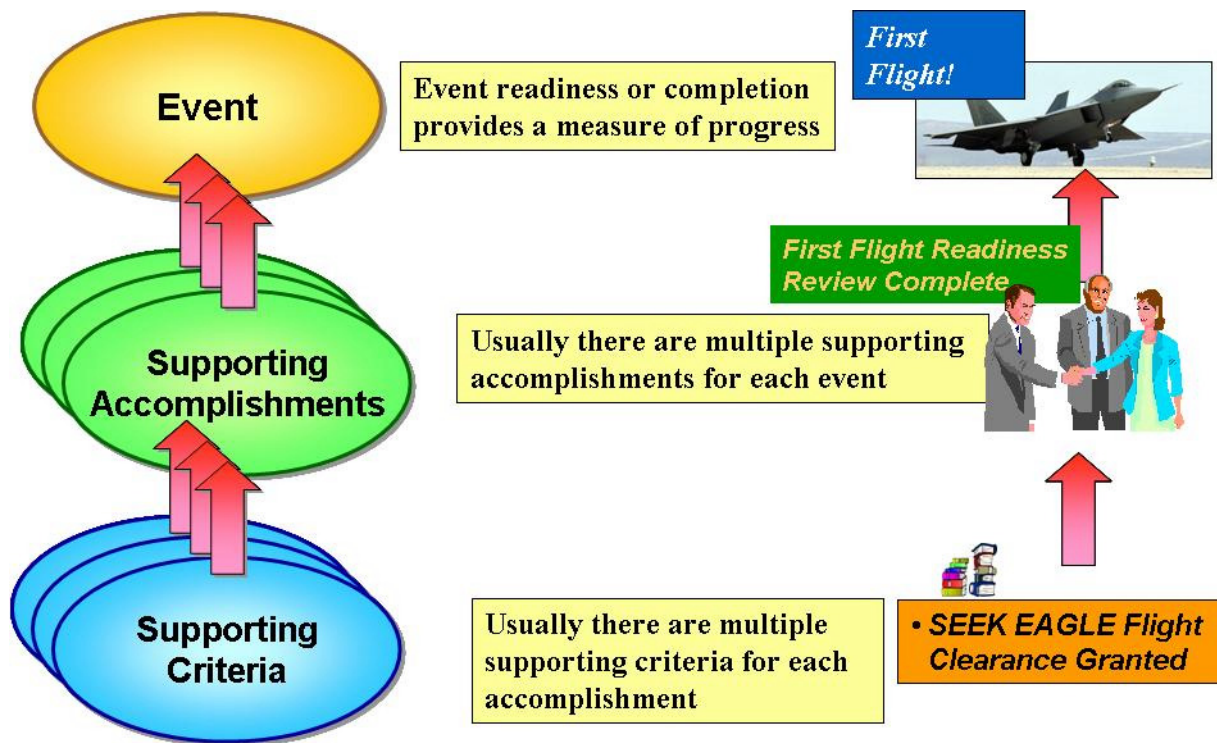 Event
Event readiness or completion
provides a measure of progress
First
Flight!
First Flight Readiness
Review Complete
Supporting
Accomplishments
Usually there are multiple supporting
accomplishments for each event
Supporting
Criteria
Usually there are multiple
supporting criteria for each
accomplishment
• SEEK EAGLE Flight
Clearance Granted